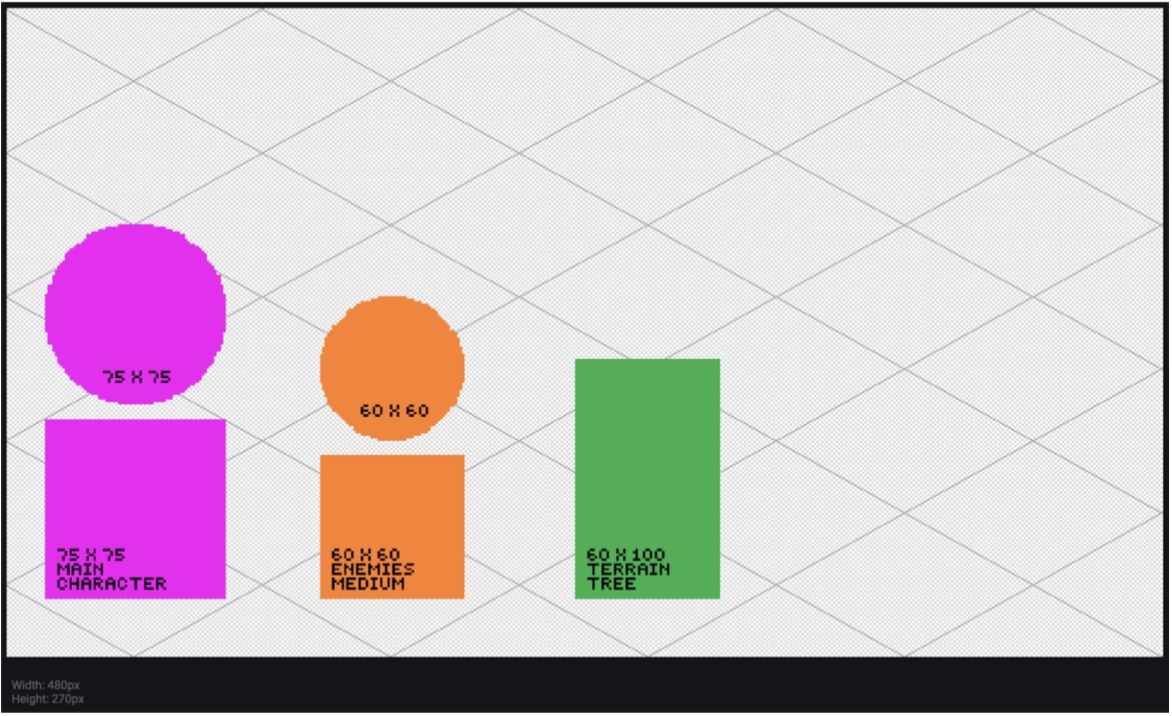 75 X 75
60 X 60
75 X 75
MAIN
CHARACTER
60 X 60
ENEMIES
MEDIUM
60 X 100
TERRAIN
TREE
Width: 480px
Height: 270px